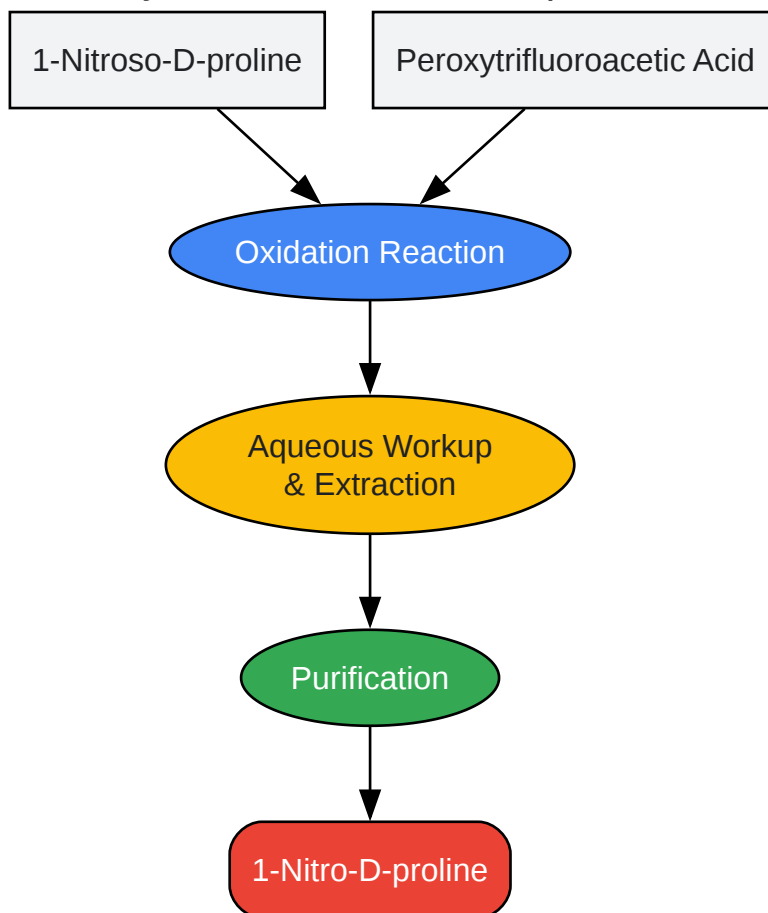 1-Nitroso-D-proline
Peroxytrifluoroacetic Acid
Oxidation Reaction
Aqueous Workup
& Extraction
Purification
1-Nitro-D-proline